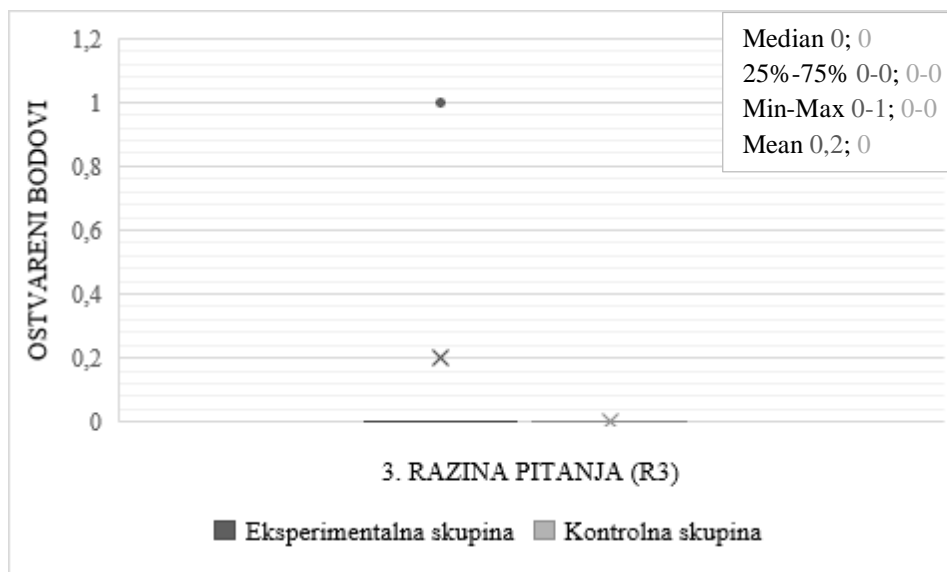 Median 0; 0
25%-75% 0-0; 0-0
Min-Max 0-1; 0-0
Mean 0,2; 0
OSTVARENI BODOVI
1,2
1
0,8
0,6
0,4
0,2
0
3. RAZINA PITANJA (R3)
Eksperimentalna skupina Kontrolna skupina